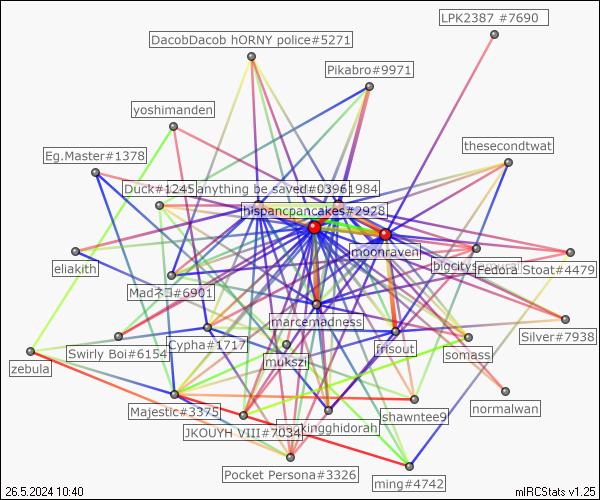 LPK2387 #7690
DacobDacob hORNY police#5271
Pikabro#9971
yoshimanden
thesecondtwat
Eg.Master#1378
Duck#1245
anything be saved#0396
1984
hispancpancakes#2928
moonraven
eliakith
Fedora Stoat#4479
Madネコ#6901
marcemadness
Silver#7938
Swirly Boi#6154
Cypha#1717
frisout
somass
mukszi
zebula
Majestic#3375
shawntee9
normalwan
JKOUYH VIII#7034
kingghidorah
Pocket Persona#3326
ming#4742
26.5.2024 10:40
mIRCStats v1.25